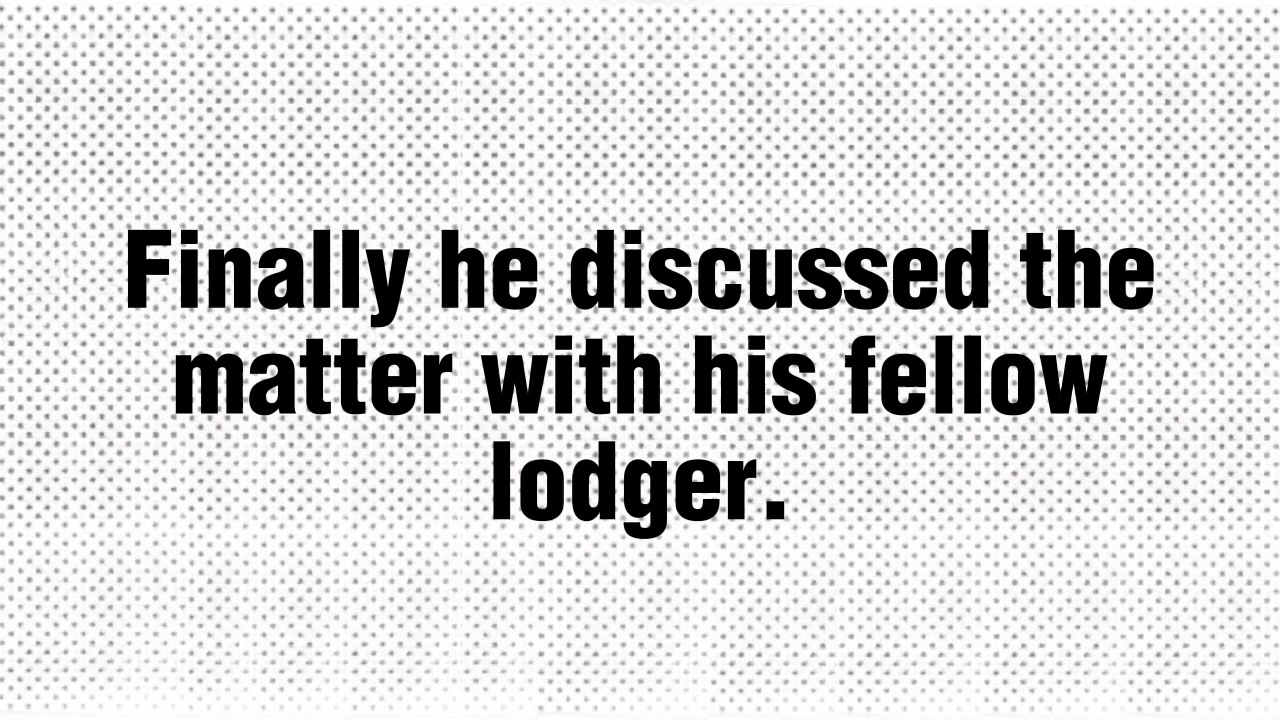 Finally he discussed the
matter with his fellow
lodger.